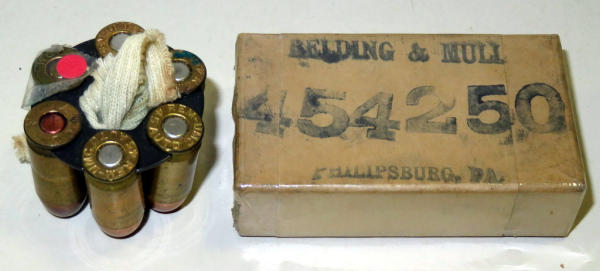 BELDING & MULL
454250
PHILIPSBURG, PA.